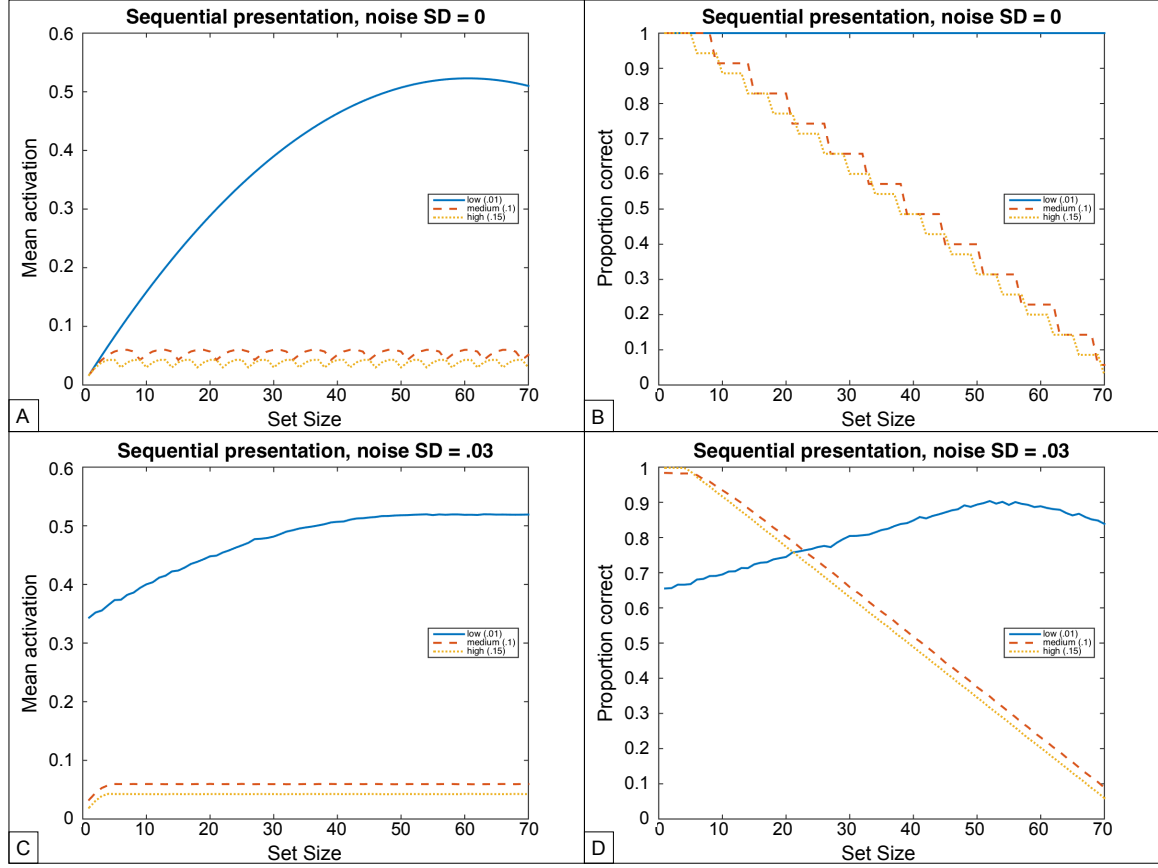 Sequential presentation, noise SD = 0
0.6
0.5
0.4
0.3
0.2
0.1
0
Mean activation
low (.01)
medium (.1)
high (.15)
0 10 20 30 40 50 60 70
Set Size
A
Sequential presentation, noise SD = 0
1
0.9
0.8
0.7
0.6
0.5
0.4
0.3
0.2
0.1
0
Proportion correct
low (.01)
medium (.1)
high (.15)
0 10 20 30 40 50 60 70
Set Size
B
Sequential presentation, noise SD = .03
0.6
0.5
0.4
0.3
0.2
0.1
0
Mean activation
low (.01)
medium (.1)
high (.15)
0 10 20 30 40 50 60 70
Set Size
C
Sequential presentation, noise SD = .03
1
0.9
0.8
0.7
0.6
0.5
0.4
0.3
0.2
0.1
0
Proportion correct
low (.01)
medium (.1)
high (.15)
0 10 20 30 40 50 60 70
Set Size
D